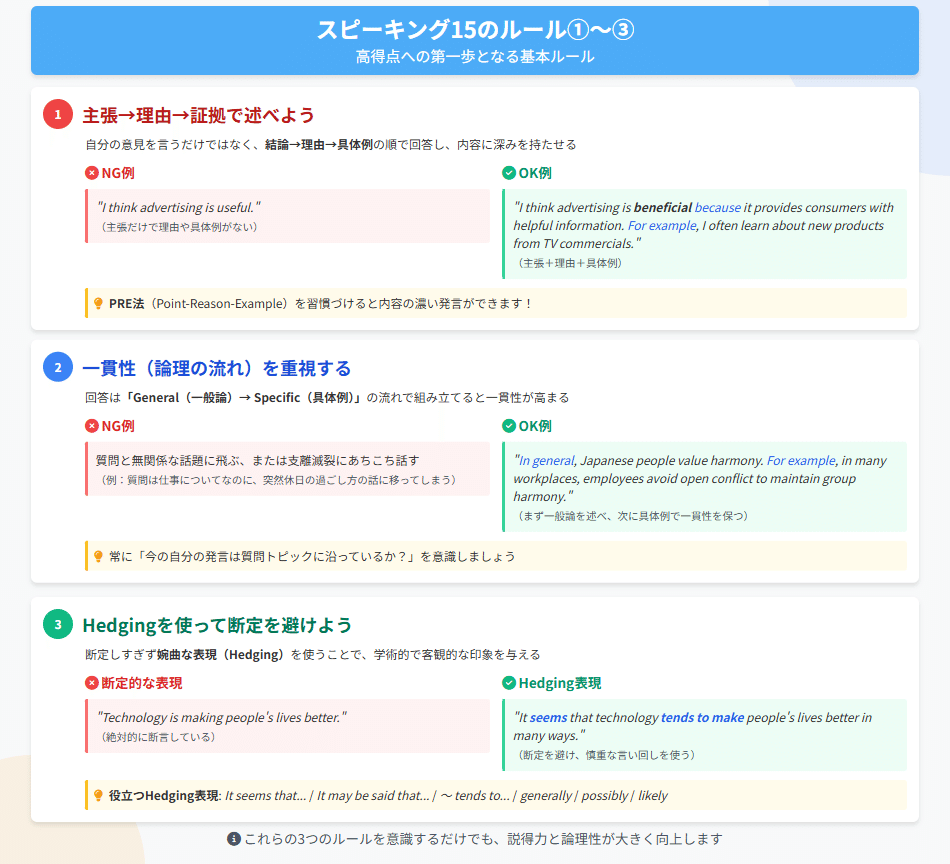 スピーキング15のルール①〜③
高得点への第一歩となる基本ルール
1 主張→理由→証拠で述べよう
自分の意見を言うだけではなく、結論→理由→具体例の順で回答し、内容に深みを持たせる
NG例
"I think advertising is useful."
（主張だけで理由や具体例がない）
OK例
"I think advertising is beneficial because it provides consumers with
helpful information. For example, I often learn about new products
from TV commercials."
（主張＋理由＋具体例）
PRE法（Point-Reason-Example）を習慣づけると内容の濃い発言ができます！
2 一貫性（論理の流れ）を重視する
回答は「General（一般論）→ Specific（具体例）」の流れで組み立てると一貫性が高まる
NG例
質問と無関係な話題に飛ぶ、または支離滅裂にあちこち話す
（例：質問は仕事についてなのに、突然休日の過ごし方の話に移ってしまう）
OK例
"In general, Japanese people value harmony. For example, in many
workplaces, employees avoid open conflict to maintain group
harmony."
（まず一般論を述べ、次に具体例で一貫性を保つ）
常に「今の自分の発言は質問トピックに沿っているか？」を意識しましょう
3 Hedgingを使って断定を避けよう
断定しすぎず婉曲な表現（Hedging）を使うことで、学術的で客観的な印象を与える
断定的な表現
"Technology is making people's lives better."
（絶対的に断言している）
Hedging表現
"It seems that technology tends to make people's lives better in
many ways."
（断定を避け、慎重な言い回しを使う）
役立つHedging表現: It seems that... | It may be said that... | 〜 tends to... | generally | possibly | likely
これらの3つのルールを意識するだけでも、説得力と論理性が大きく向上します